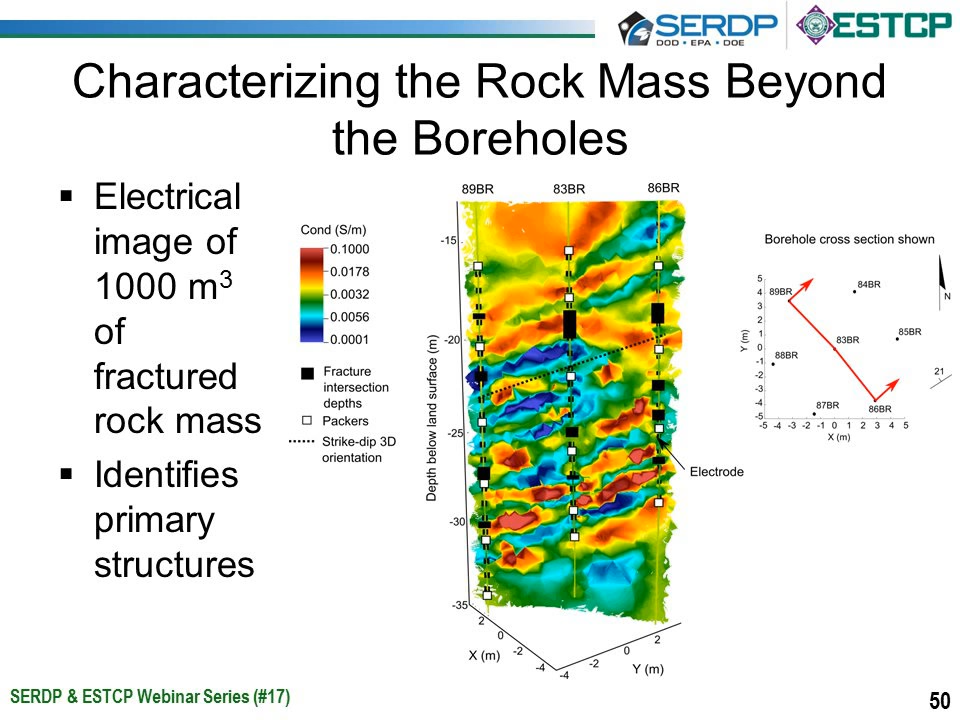 SERDP
DOD • EPA • DOE
ESTCP
Characterizing the Rock Mass Beyond
the Boreholes
▪ Electrical
image of
1000 m³
of
fractured
rock mass
▪ Identifies
primary
structures
Cond (S/m)
0.1000
0.0178
0.0032
0.0056
0.0001
Fracture
intersection
depths
Packers
Strike-dip 3D
orientation
89BR 83BR 86BR
Depth below land surface (m)
-15
-20
-25
-30
-35
2
0
-2
-4
X (m)
-4
-2
0
2
Y (m)
Electrode
Borehole cross section shown
5
4
3
2
1
0
-1
-2
-3
-4
-5
Y (m)
-5 -4 -3 -2 -1 0 1 2 3 4 5
X (m)
89BR
84BR
83BR
85BR
88BR
87BR
86BR
N
21
SERDP & ESTCP Webinar Series (#17)
50